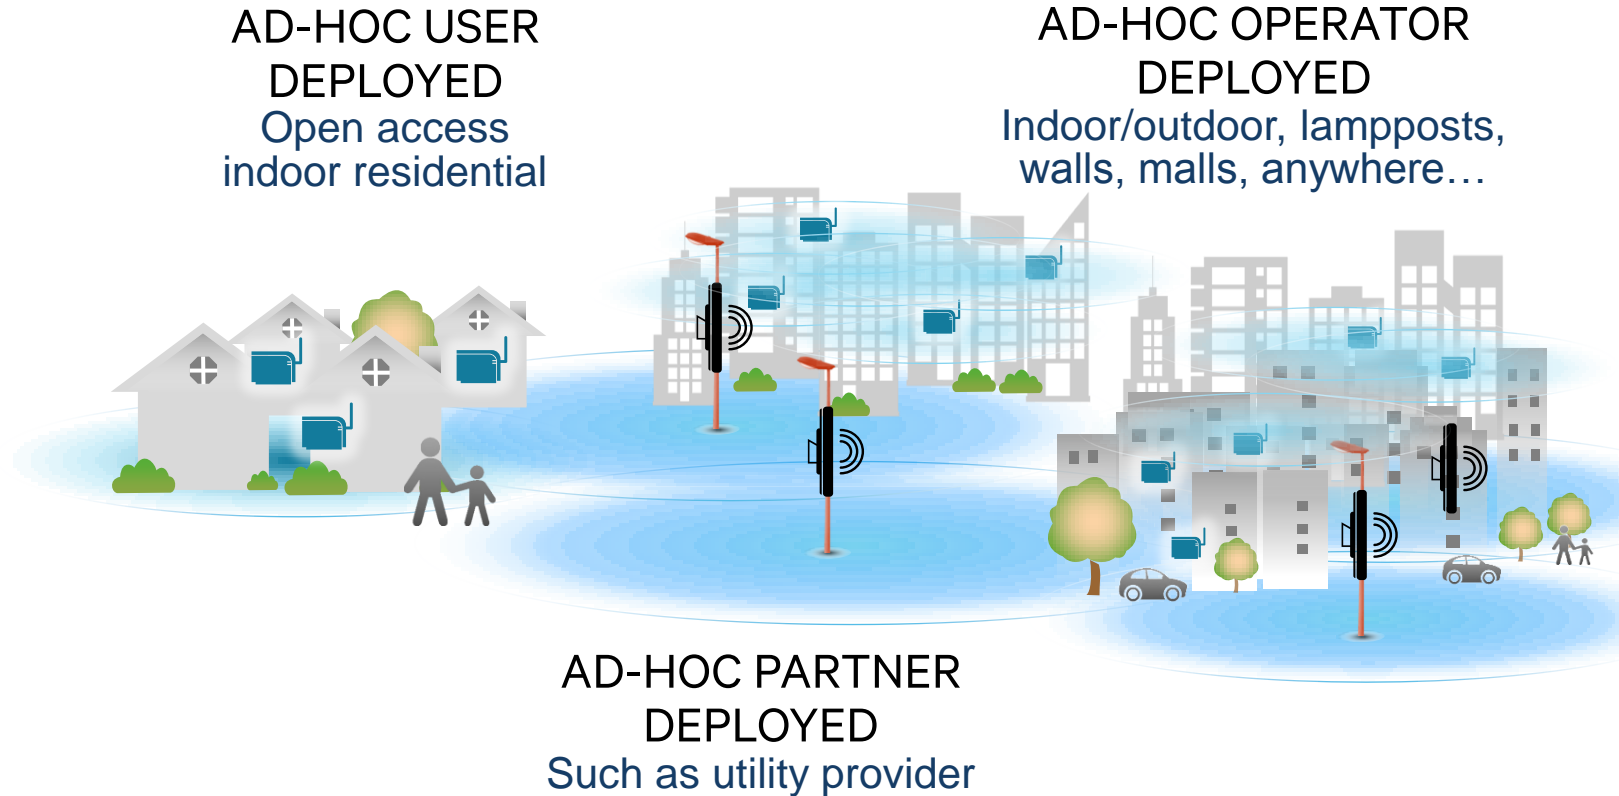 AD-HOC USER
DEPLOYED
Open access
indoor residential
AD-HOC OPERATOR
DEPLOYED
Indoor/outdoor, lampposts,
walls, malls, anywhere…
AD-HOC PARTNER
DEPLOYED
Such as utility provider